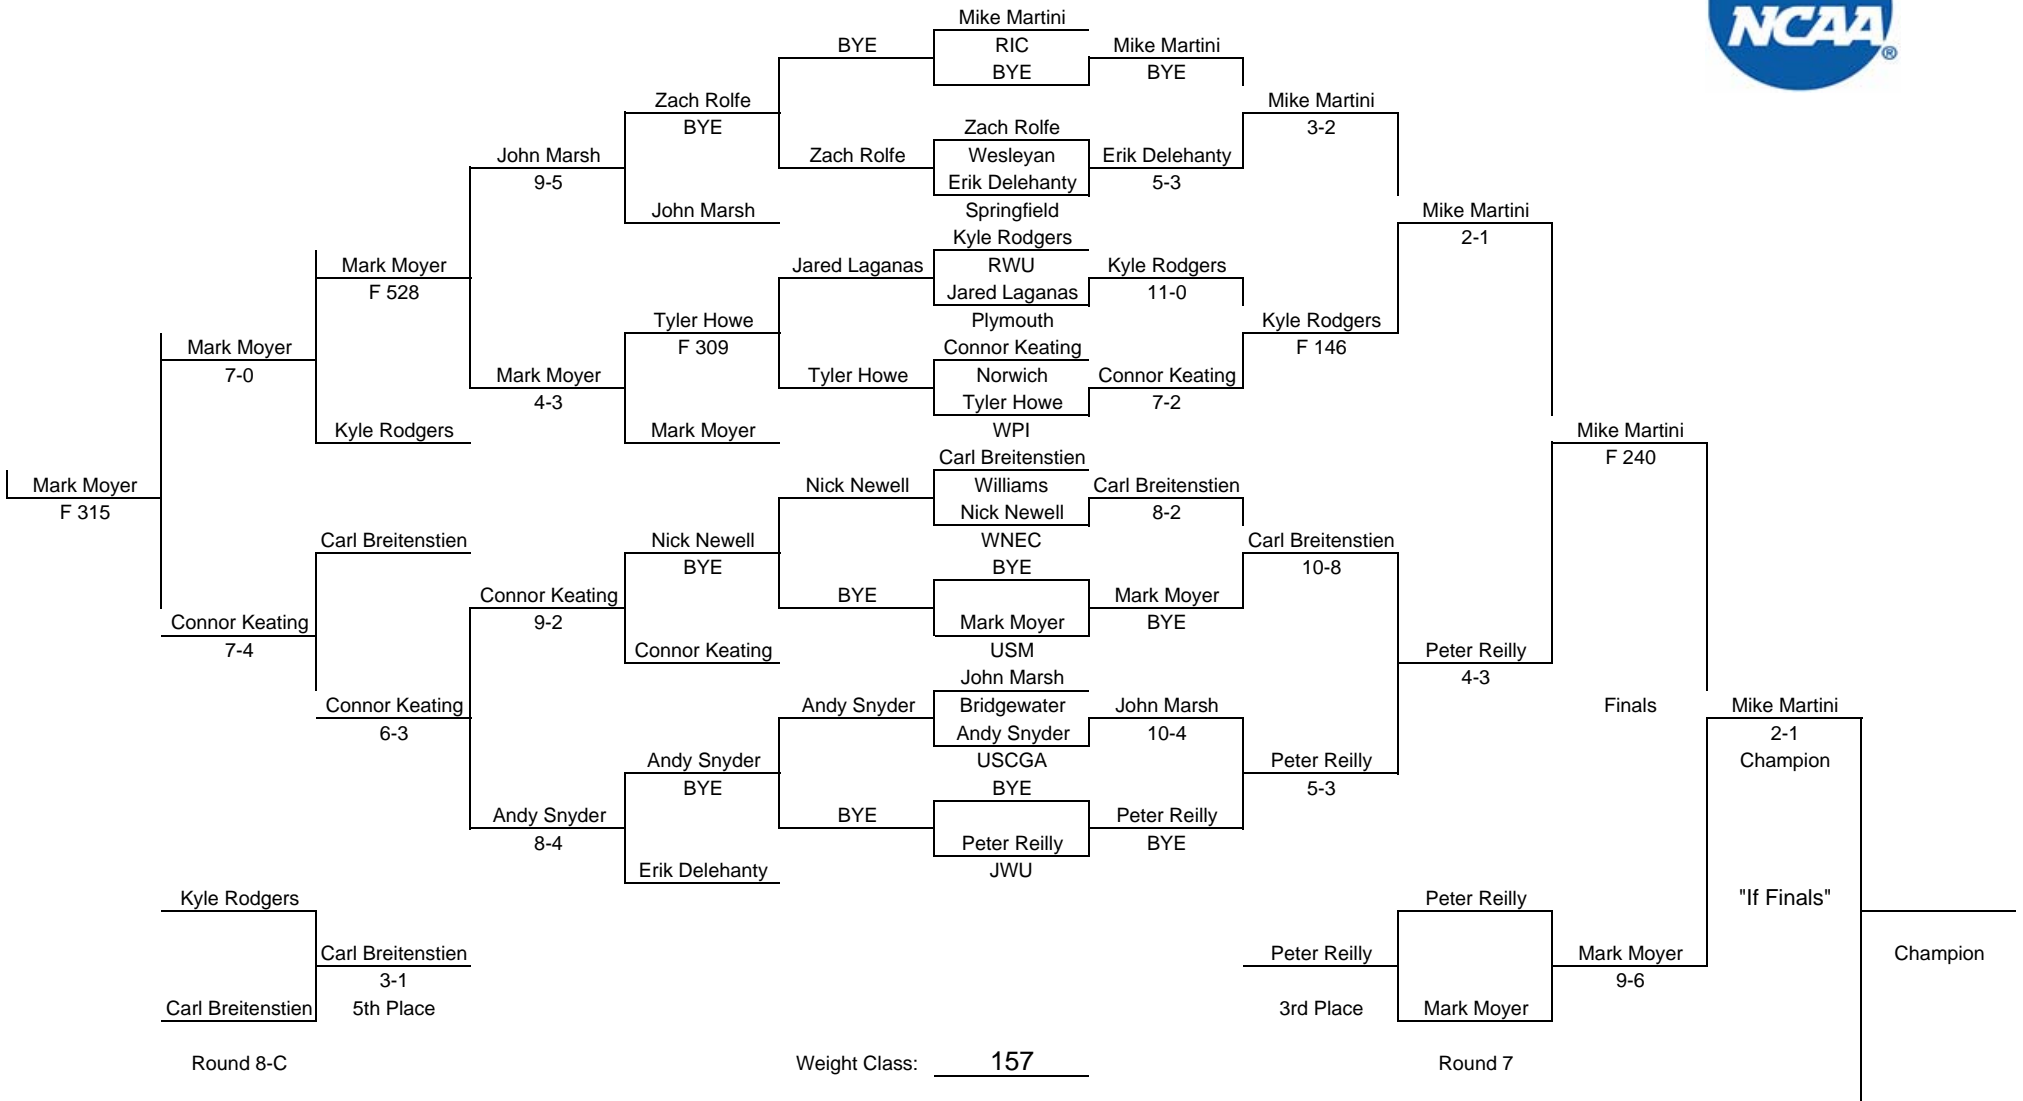 Mike Martini
NCAA®
BYE RIC Mike Martini
BYE BYE
Zach Rolfe Mike Martini
BYE Zach Rolfe 3-2
John Marsh Zach Rolfe Wesleyan Erik Delehanty
9-5 Erik Delehanty 5-3
John Marsh Springfield Mike Martini
Kyle Rodgers 2-1
Mark Moyer Jared Laganas RWU Kyle Rodgers
F 528 Jared Laganas 11-0
Tyler Howe Plymouth Kyle Rodgers
Mark Moyer F 309 Connor Keating F 146
7-0 Mark Moyer Tyler Howe Norwich Connor Keating
4-3 Tyler Howe 7-2
Kyle Rodgers Mark Moyer WPI Mike Martini
Carl Breitenstien F 240
Mark Moyer Nick Newell Williams Carl Breitenstien
F 315 Nick Newell 8-2
Carl Breitenstien Nick Newell WNEC Carl Breitenstien
BYE BYE 10-8
Connor Keating BYE Mark Moyer
Connor Keating 9-2 Mark Moyer BYE
7-4 Connor Keating USM Peter Reilly
John Marsh 4-3
Connor Keating Andy Snyder Bridgewater John Marsh Finals Mike Martini
6-3 Andy Snyder 10-4 2-1
Andy Snyder USCGA Peter Reilly Champion
BYE BYE 5-3
Andy Snyder BYE Peter Reilly
8-4 Peter Reilly BYE
Erik Delehanty JWU
Kyle Rodgers Peter Reilly "If Finals"
Carl Breitenstien Peter Reilly Mark Moyer Champion
3-1 9-6
Carl Breitenstien 5th Place 3rd Place Mark Moyer
Round 8-C Weight Class: 157 Round 7